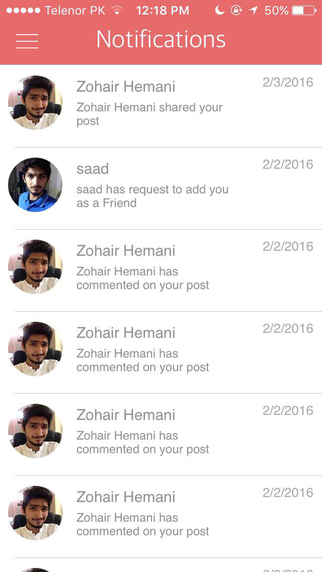 Telenor PK 12:18 PM 50%
Notifications
Zohair Hemani 2/3/2016
Zohair Hemani shared your
post
saad 2/2/2016
saad has request to add you
as a Friend
Zohair Hemani 2/2/2016
Zohair Hemani has
commented on your post
Zohair Hemani 2/2/2016
Zohair Hemani has
commented on your post
Zohair Hemani 2/2/2016
Zohair Hemani has
commented on your post
Zohair Hemani 2/2/2016
Zohair Hemani has
commented on your post